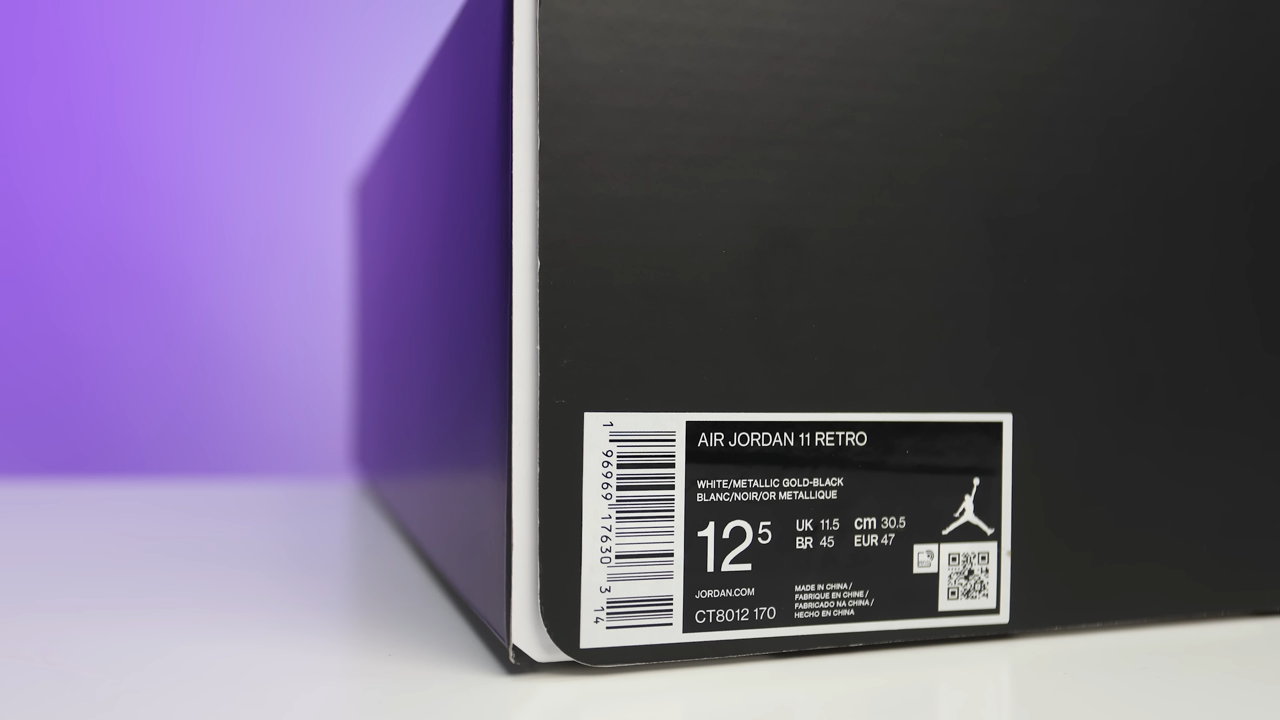 1 96969 17630 3 14
AIR JORDAN 11 RETRO
WHITE/METALLIC GOLD-BLACK
BLANC/NOIR/OR METALLIQUE
12 5
UK 11.5 cm 30.5
BR 45 EUR 47
JORDAN.COM
CT8012 170
MADE IN CHINA /
FABRIQUE EN CHINE /
FABRICADO NA CHINA /
HECHO EN CHINA